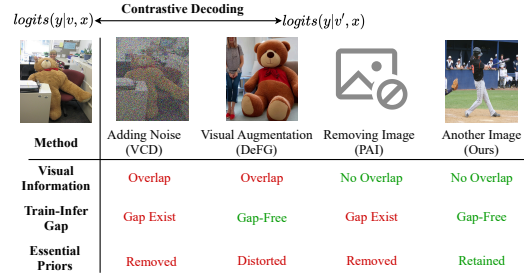 Contrastive Decoding
logits(y|v, x)
logits(y|v′, x)
Method
Adding Noise
(VCD)
Visual Augmentation
(DeFG)
Removing Image
(PAI)
Another Image
(Ours)
Visual
Information
Overlap
Overlap
No Overlap
No Overlap
Train-Infer
Gap
Gap Exist
Gap-Free
Gap Exist
Gap-Free
Essential
Priors
Removed
Distorted
Removed
Retained